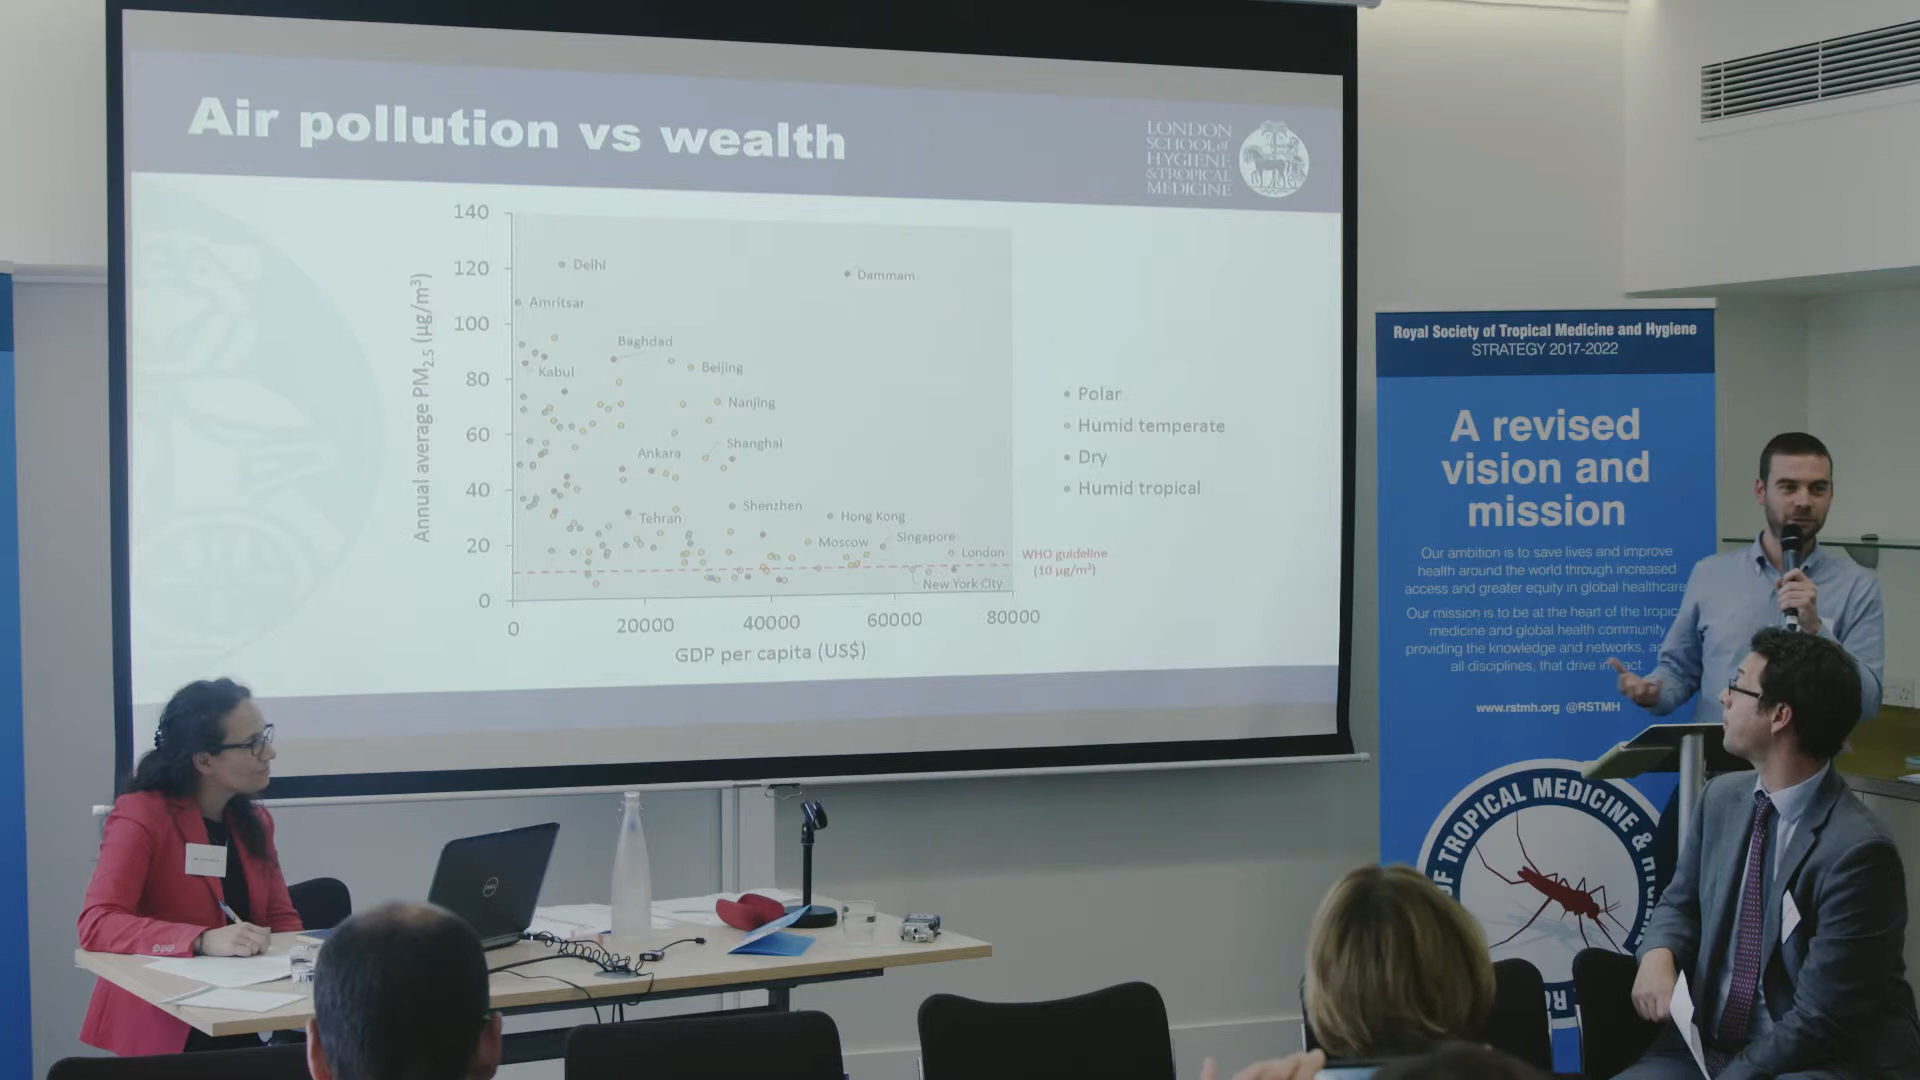 Air pollution vs wealth
LONDON
SCHOOL of
HYGIENE
& TROPICAL
MEDICINE
140
120
100
80
60
40
20
0
Annual average PM2.5 (µg/m³)
Delhi
Dammam
Amritsar
Baghdad
Kabul
Beijing
Nanjing
Shanghai
Ankara
Shenzhen
Tehran
Hong Kong
Moscow
Singapore
London
New York City
WHO guideline
(10 µg/m³)
0
20000
40000
60000
80000
GDP per capita (US$)
Polar
Humid temperate
Dry
Humid tropical
Royal Society of Tropical Medicine and Hygiene
STRATEGY 2017-2022
A revised
vision and
mission
Our ambition is to save lives and improve
health around the world through increased
access and greater equity in global healthcare
Our mission is to be at the heart of the tropic
medicine and global health community
providing the knowledge and networks,
all disciplines, that drive impact.
www.rstmh.org @RSTMH
OF TROPICAL MEDICINE &
DELL